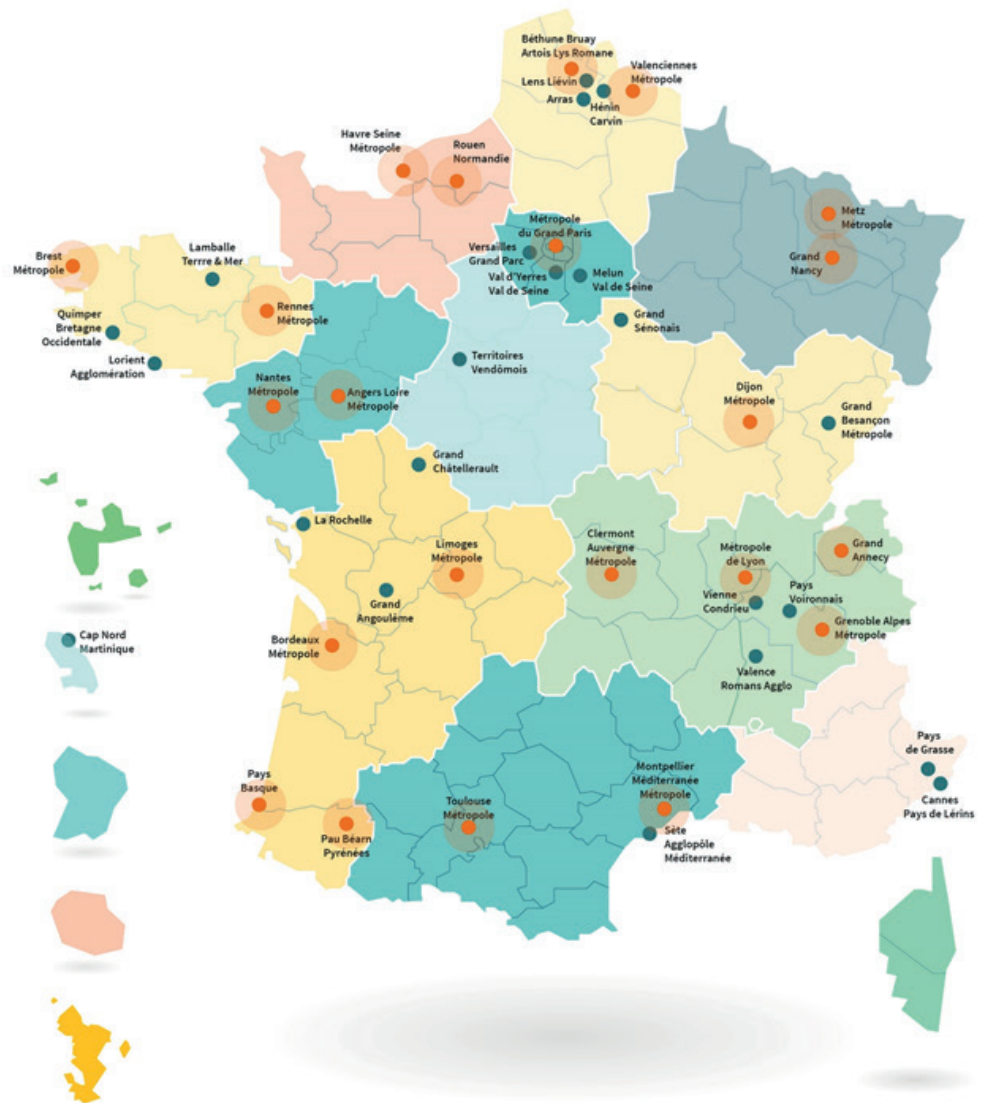 Béthune Bruay
Artois Lys Romane
Valenciennes
Métropole
Lens Liévin
Arras
Hénin
Carvin
Havre Seine
Métropole
Rouen
Normandie
Metz
Métropole
Grand
Nancy
Métropole
du Grand Paris
Versailles
Grand Parc
Val d'Yerres
Val de Seine
Melun
Val de Seine
Brest
Métropole
Lamballe
Terrre & Mer
Rennes
Métropole
Quimper
Bretagne
Occidentale
Lorient
Agglomération
Grand
Sénonais
Territoires
Vendômois
Nantes
Métropole
Angers Loire
Métropole
Dijon
Métropole
Grand
Besançon
Métropole
Grand
Châtellerault
La Rochelle
Limoges
Métropole
Grand
Angoulême
Clermont
Auvergne
Métropole
Métropole
de Lyon
Grand
Annecy
Vienne
Condrieu
Pays
Voironnais
Grenoble Alpes
Métropole
Valence
Romans Agglo
Cap Nord
Martinique
Bordeaux
Métropole
Pays
Basque
Pau Béarn
Pyrénées
Toulouse
Métropole
Montpellier
Méditerranée
Métropole
Sète
Agglopôle
Méditerranée
Pays
de Grasse
Cannes
Pays de Lérins